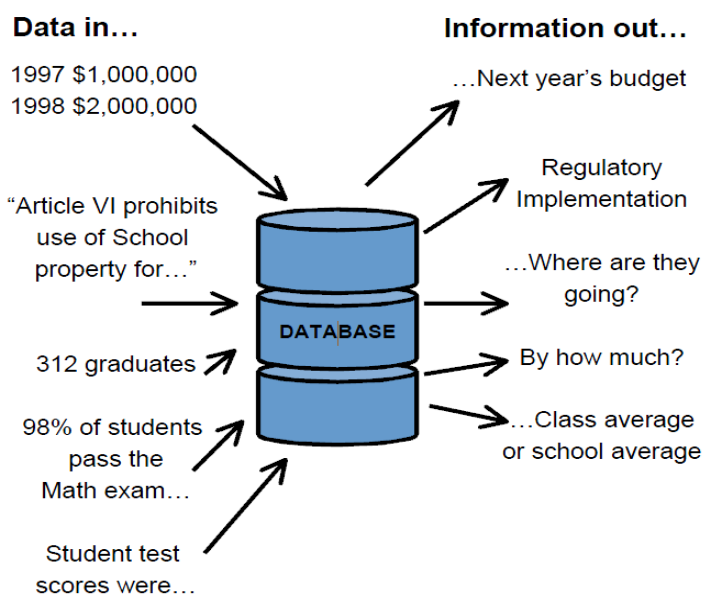 Data in…
1997 $1,000,000
1998 $2,000,000
“Article VI prohibits
use of School
property for…”
312 graduates
98% of students
pass the
Math exam…
Student test
scores were…
DATABASE
Information out…
…Next year’s budget
Regulatory
Implementation
…Where are they
going?
By how much?
…Class average
or school average